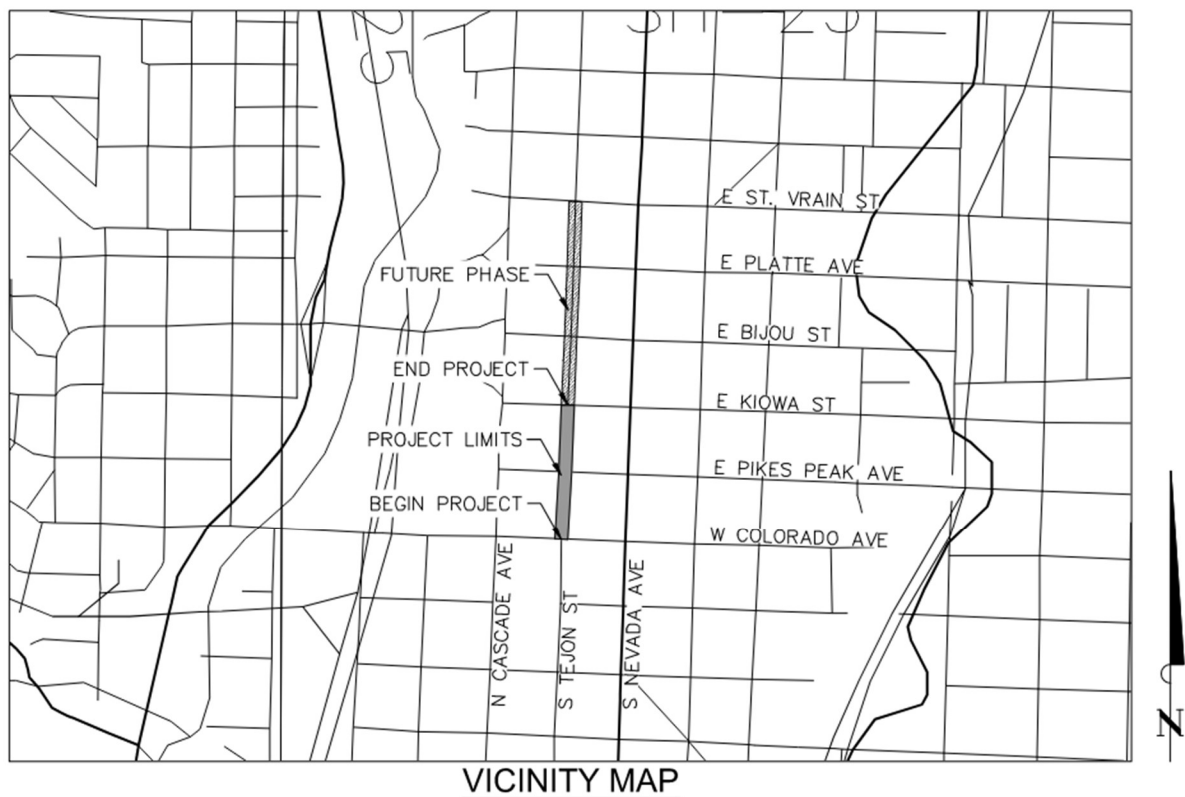 E ST. VRAIN ST
E PLATTE AVE
FUTURE PHASE
E BIJOU ST
END PROJECT
E KIOWA ST
PROJECT LIMITS
E PIKES PEAK AVE
BEGIN PROJECT
W COLORADO AVE
N CASCADE AVE
S TEJON ST
S NEVADA AVE
N
VICINITY MAP